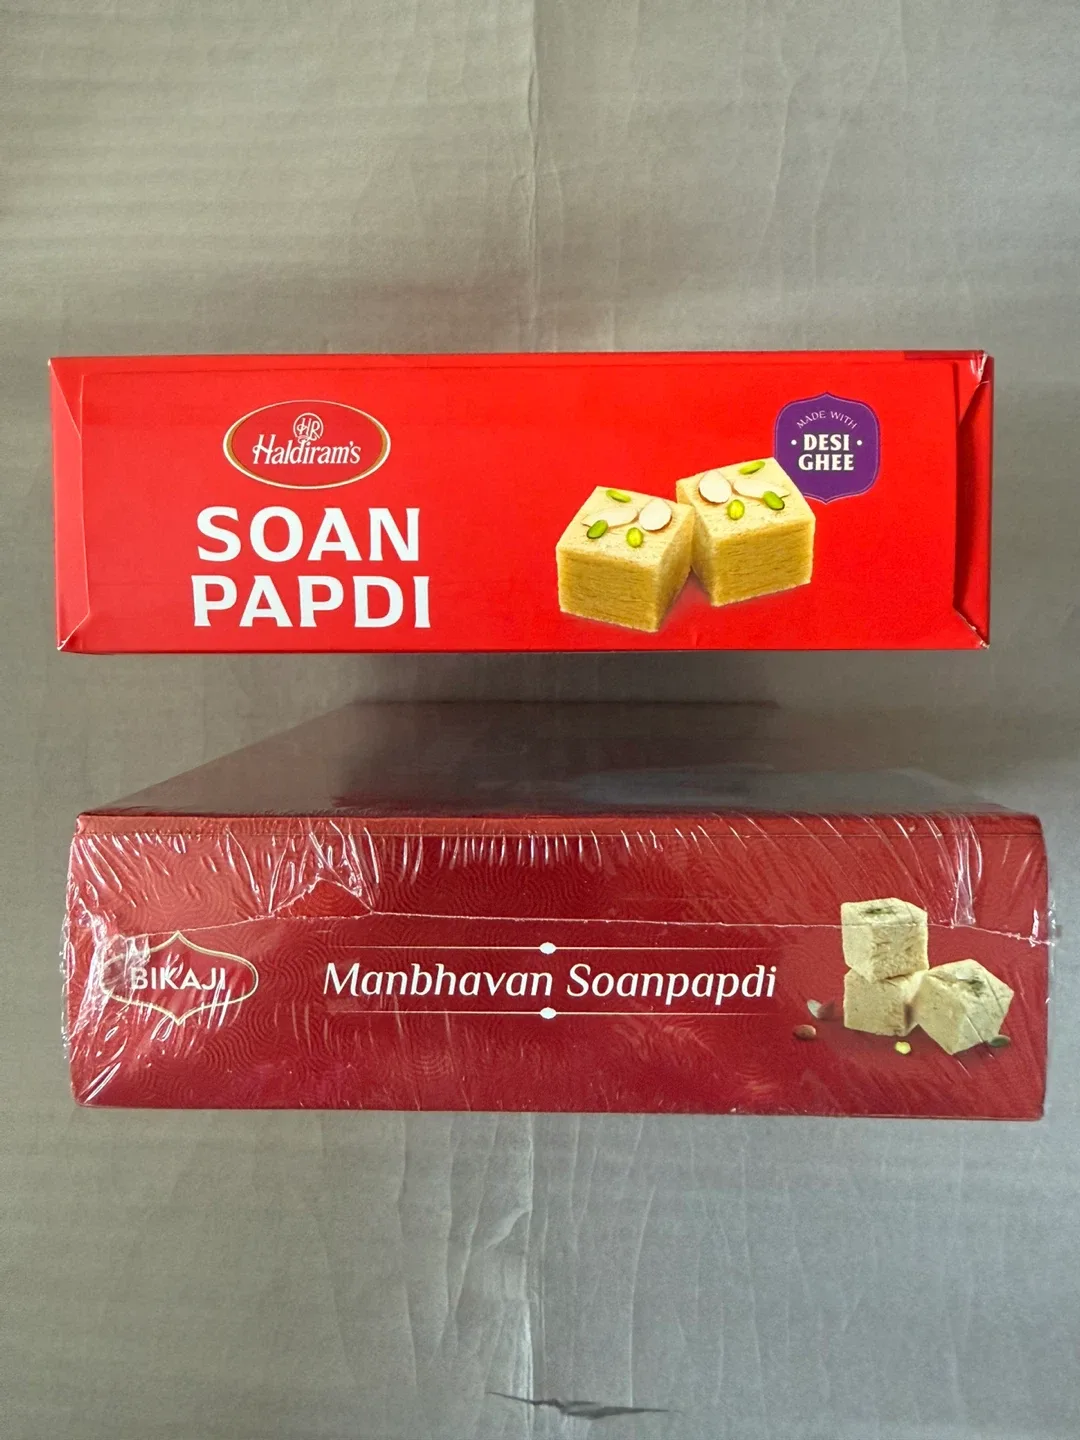 HR
Haldiram's
SOAN
PAPDI
MADE WITH
• DESI •
GHEE
BIKAJI
Manbhavan Soanpapdi